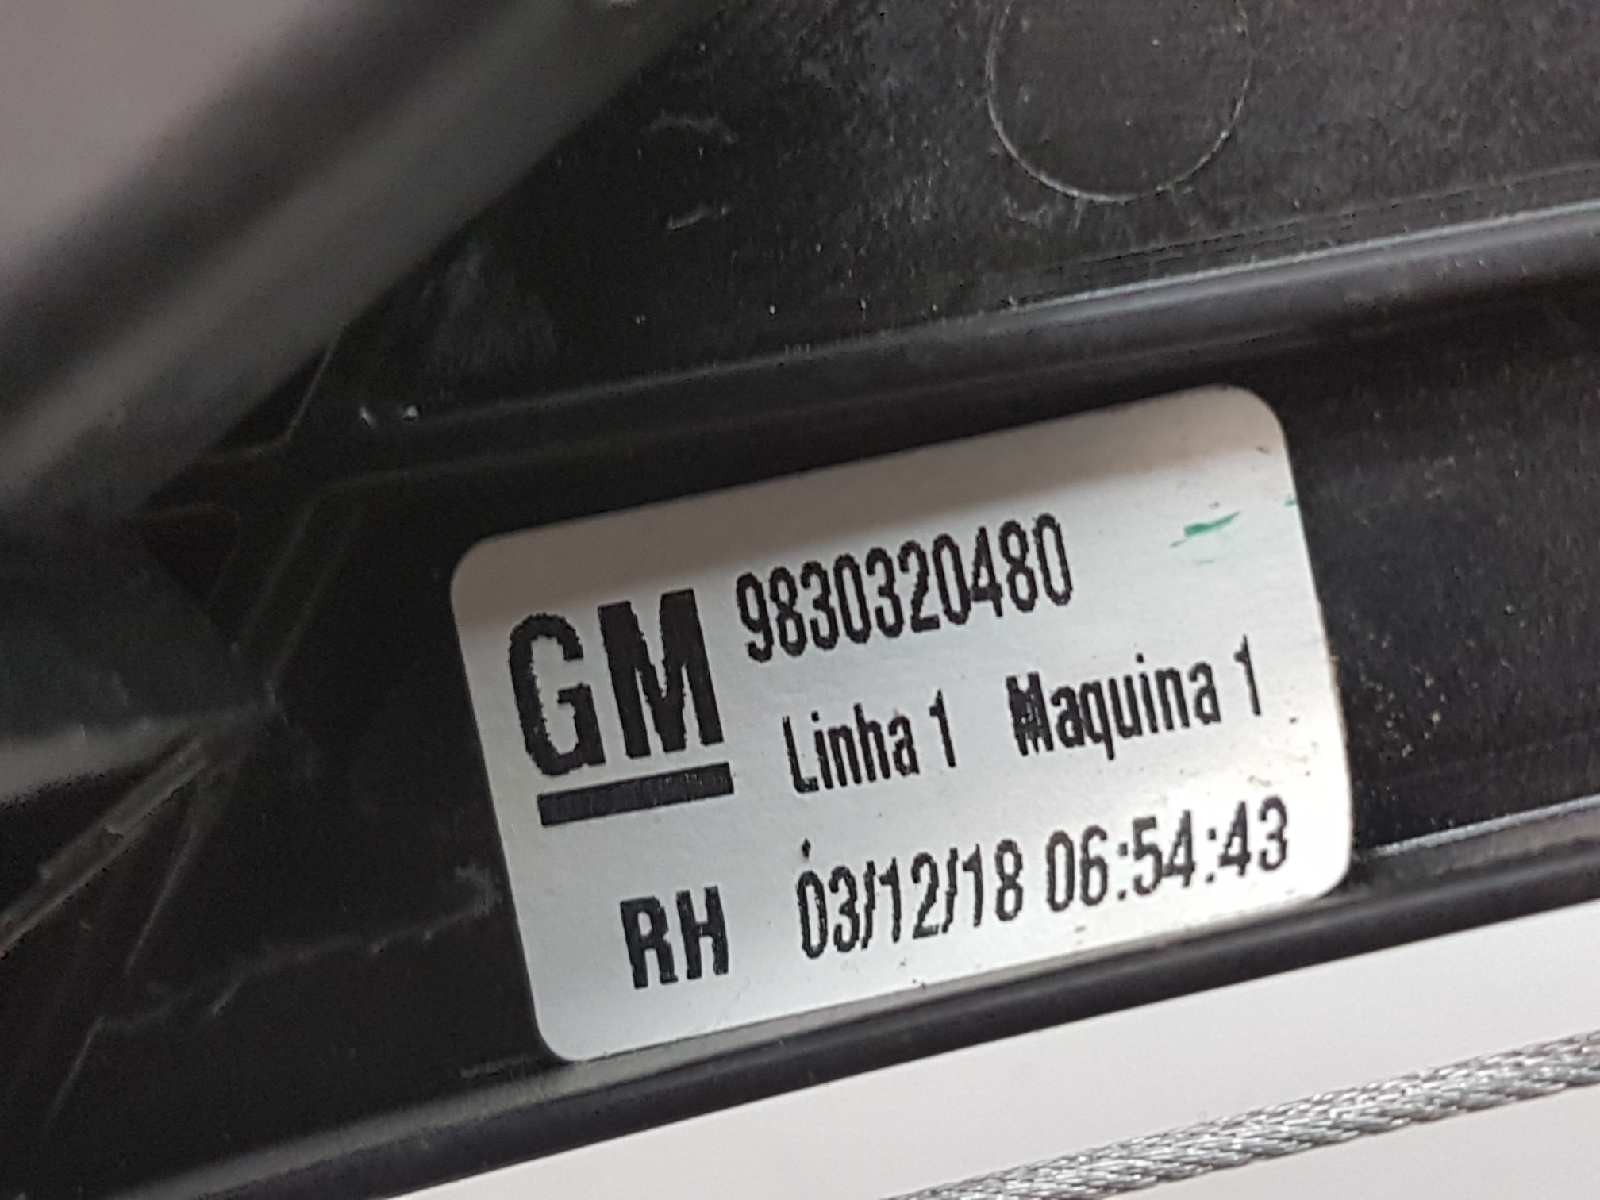 GM 9830320480
Linha 1 Maquina 1
RH 03/12/18 06:54:43